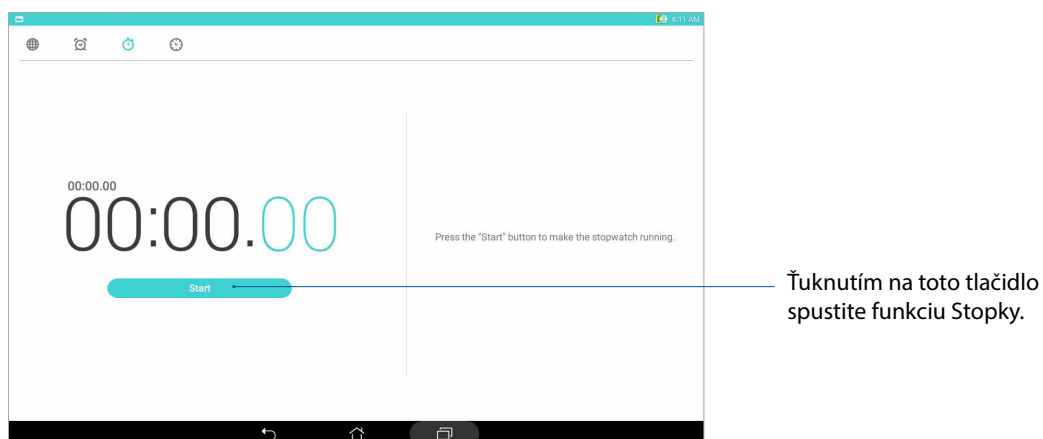 6:11 AM
00:00.00
00:00.00
Press the "Start" button to make the stopwatch running.
Start
Ťuknutím na toto tlačidlo
spustite funkciu Stopky.